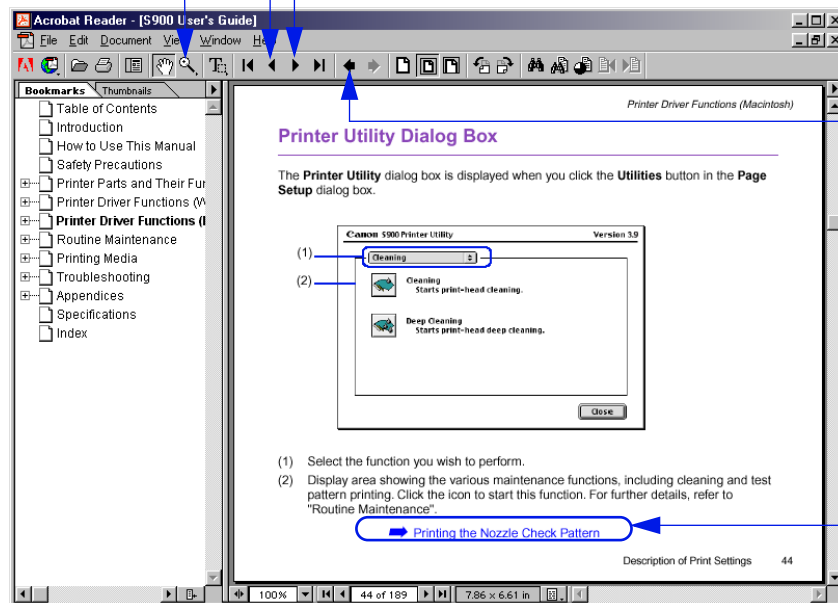 Acrobat Reader - [S900 User's Guide]
File Edit Document View Window He
Bookmarks Thumbnails
Table of Contents
Introduction
How to Use This Manual
Safety Precautions
Printer Parts and Their Fur
Printer Driver Functions (W
Printer Driver Functions (I
Routine Maintenance
Printing Media
Troubleshooting
Appendices
Specifications
Index
Printer Driver Functions (Macintosh)
Printer Utility Dialog Box
The Printer Utility dialog box is displayed when you click the Utilities button in the Page
Setup dialog box.
Canon S900 Printer Utility Version 3.9
(1)
Cleaning
(2)
Cleaning
Starts print-head cleaning.
Deep Cleaning
Starts print-head deep cleaning.
Close
(1) Select the function you wish to perform.
(2) Display area showing the various maintenance functions, including cleaning and test
pattern printing. Click the icon to start this function. For further details, refer to
"Routine Maintenance".
Printing the Nozzle Check Pattern
Description of Print Settings 44
100% 44 of 189 7.86 x 6.61 in